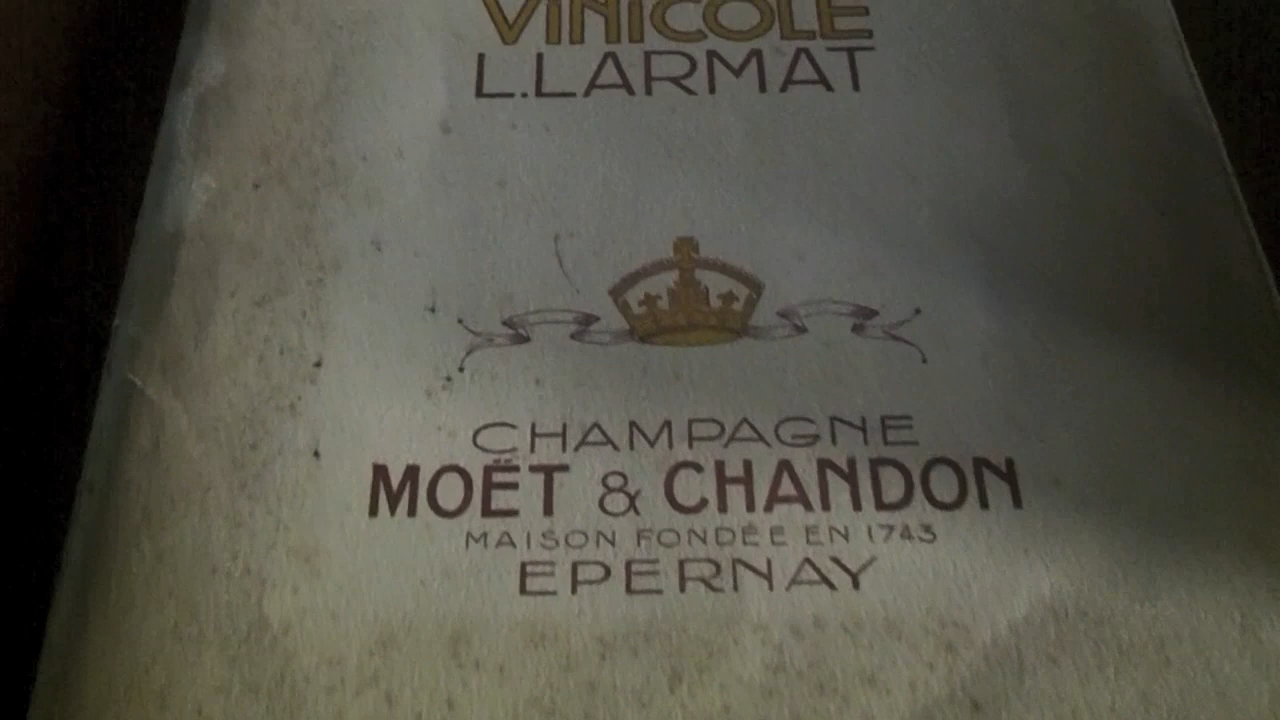 VINICOLE
L.LARMAT
CHAMPAGNE
MOËT & CHANDON
MAISON FONDÉE EN 1743
EPERNAY